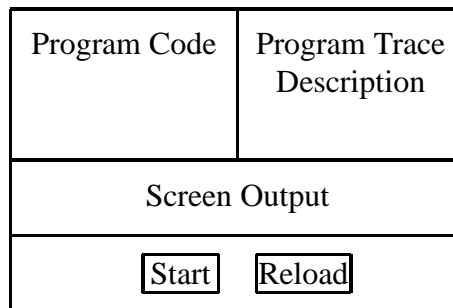 Program Code
Program Trace
Description
Screen Output
Start
Reload